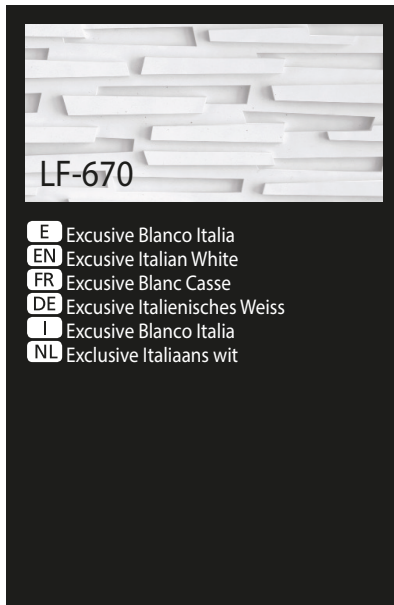 LF-670
E Excusive Blanco Italia
EN Excusive Italian White
FR Excusive Blanc Casse
DE Excusive Italienisches Weiss
I Excusive Blanco Italia
NL Exclusive Italiaans wit